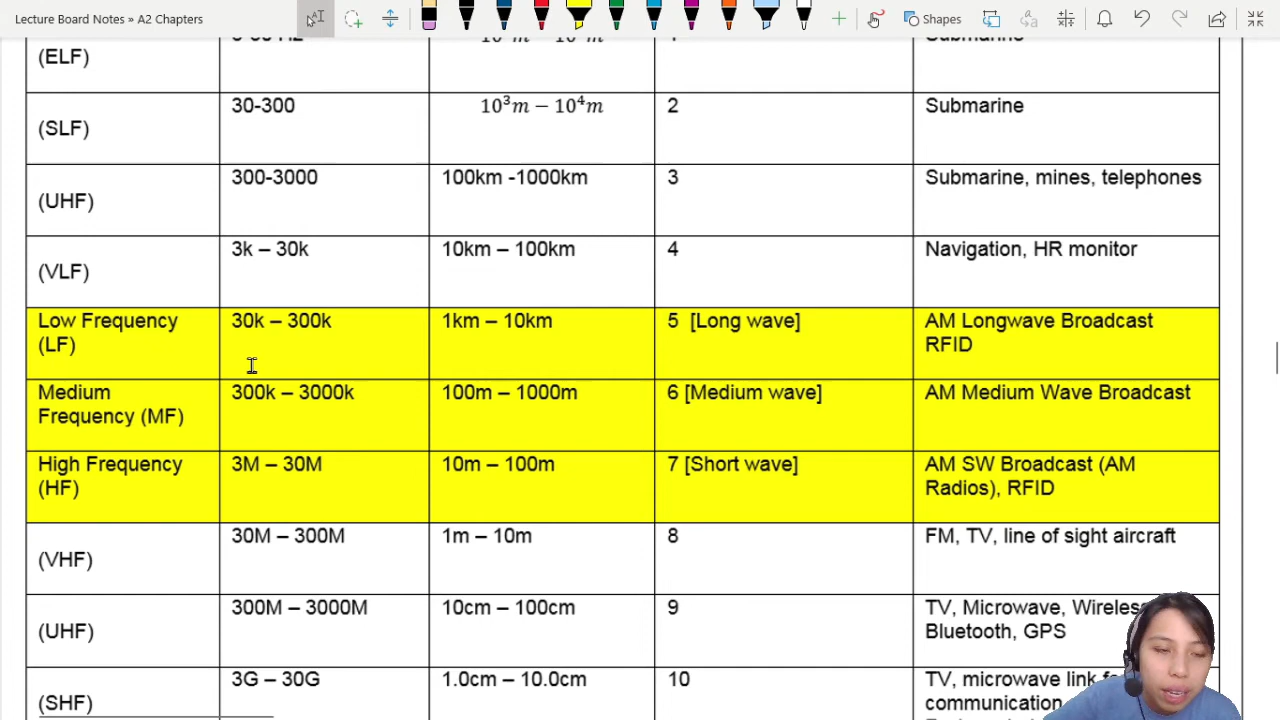 Lecture Board Notes » A2 Chapters
Shapes
(ELF)
Submarine
30-300
10³m − 10⁴m
2
Submarine
(SLF)
300-3000
100km -1000km
3
Submarine, mines, telephones
(UHF)
3k – 30k
10km – 100km
4
Navigation, HR monitor
(VLF)
Low Frequency
30k – 300k
1km – 10km
5 [Long wave]
AM Longwave Broadcast
(LF)
RFID
Medium
300k – 3000k
100m – 1000m
6 [Medium wave]
AM Medium Wave Broadcast
Frequency (MF)
High Frequency
3M – 30M
10m – 100m
7 [Short wave]
AM SW Broadcast (AM
(HF)
Radios), RFID
30M – 300M
1m – 10m
8
FM, TV, line of sight aircraft
(VHF)
300M – 3000M
10cm – 100cm
9
TV, Microwave,
(UHF)
Bluetooth, GPS
3G – 30G
1.0cm – 10.0cm
10
TV, microwave link
(SHF)
communication